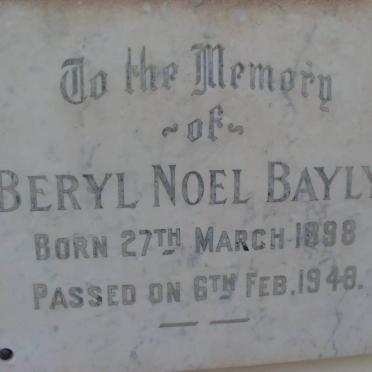 To the Memory
~of~
BERYL NOEL BAYLY
BORN 27TH MARCH 1898
PASSED ON 6TH FEB. 1948.